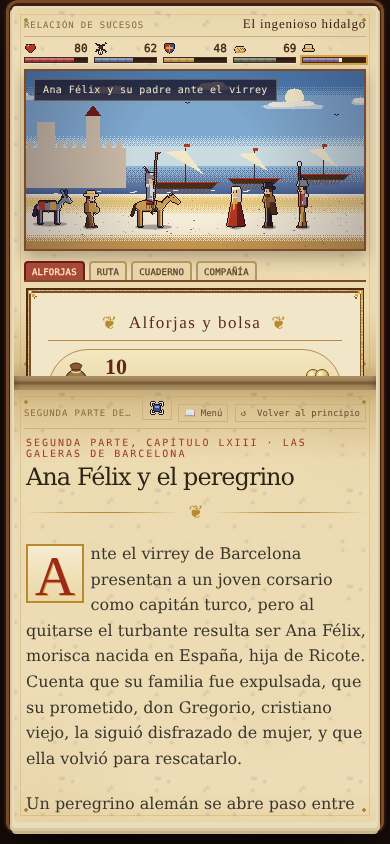 RELACIÓN DE SUCESOS
El ingenioso hidalgo
80 62 48 69
Ana Félix y su padre ante el virrey
ALFORJAS RUTA CUADERNO COMPAÑÍA
Alforjas y bolsa
10
SEGUNDA PARTE DE…
Menú
↺ Volver al principio
SEGUNDA PARTE, CAPÍTULO LXIII · LAS
GALERAS DE BARCELONA
Ana Félix y el peregrino
Ante el virrey de Barcelona
presentan a un joven corsario
como capitán turco, pero al
quitarse el turbante resulta ser Ana Félix,
morisca nacida en España, hija de Ricote.
Cuenta que su familia fue expulsada, que
su prometido, don Gregorio, cristiano
viejo, la siguió disfrazado de mujer, y que
ella volvió para rescatarlo.
Un peregrino alemán se abre paso entre